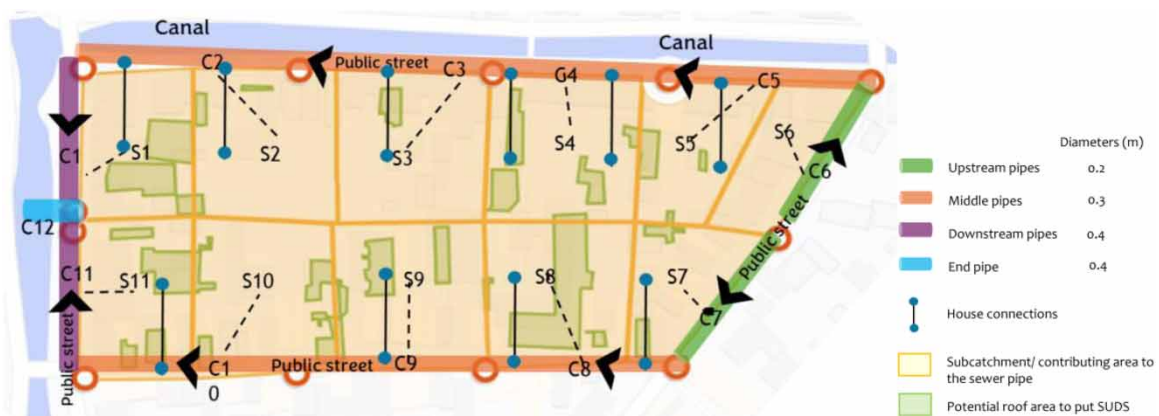 Canal
Canal
Public street
C2
C3
G4
C5
C1
S1
S2
S3
S4
S5
S6
C6
C12
Public street
C11
S11
S10
S9
S8
S7
C7
Public street
Public street
C1
0
C9
C8
Diameters (m)
Upstream pipes 0.2
Middle pipes 0.3
Downstream pipes 0.4
End pipe 0.4
House connections
Subcatchment/ contributing area to
the sewer pipe
Potential roof area to put SUDS